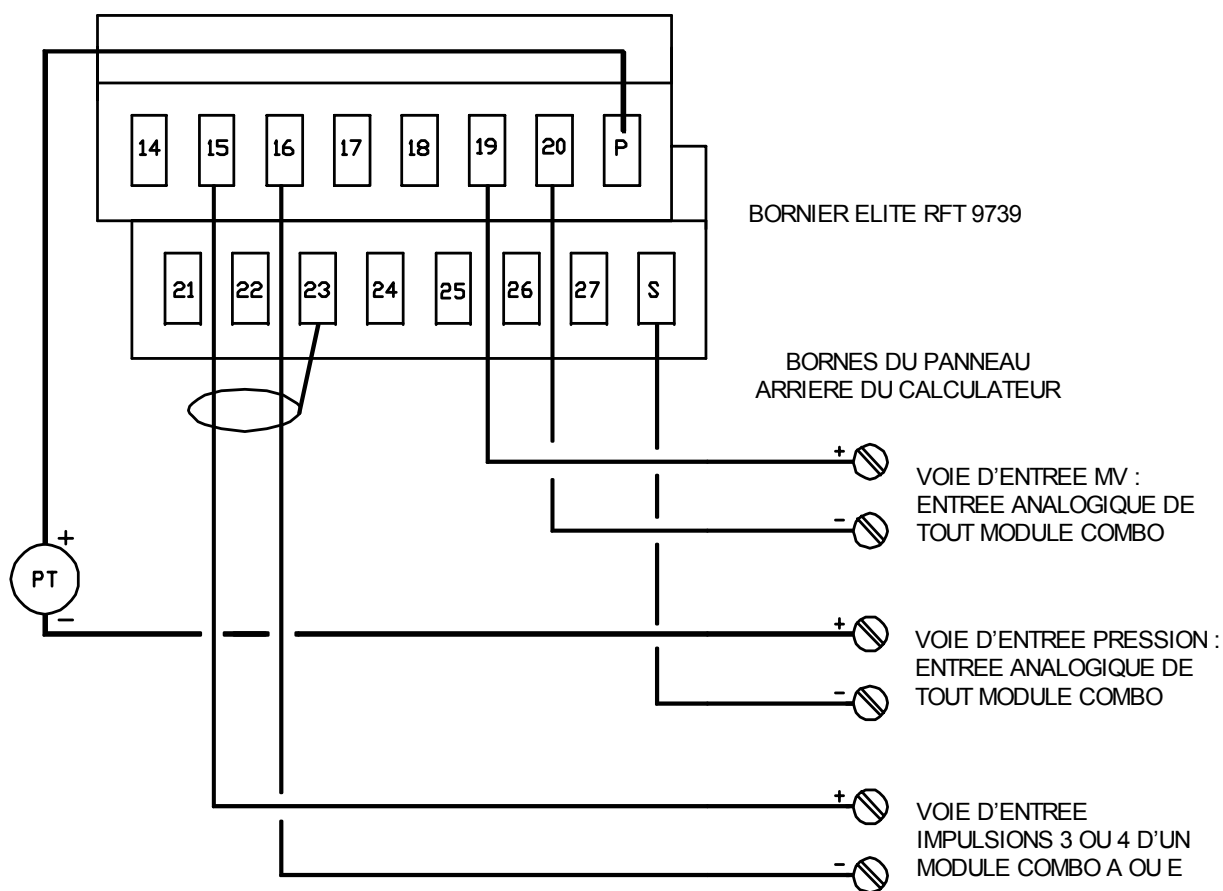 14 15 16 17 18 19 20 P
BORNIER ELITE RFT 9739
21 22 23 24 25 26 27 S
BORNES DU PANNEAU
ARRIERE DU CALCULATEUR
+
VOIE D'ENTREE MV :
ENTREE ANALOGIQUE DE
-
TOUT MODULE COMBO
+
PT
-
+
VOIE D'ENTREE PRESSION :
ENTREE ANALOGIQUE DE
-
TOUT MODULE COMBO
+
VOIE D'ENTREE
IMPULSIONS 3 OU 4 D'UN
-
MODULE COMBO A OU E